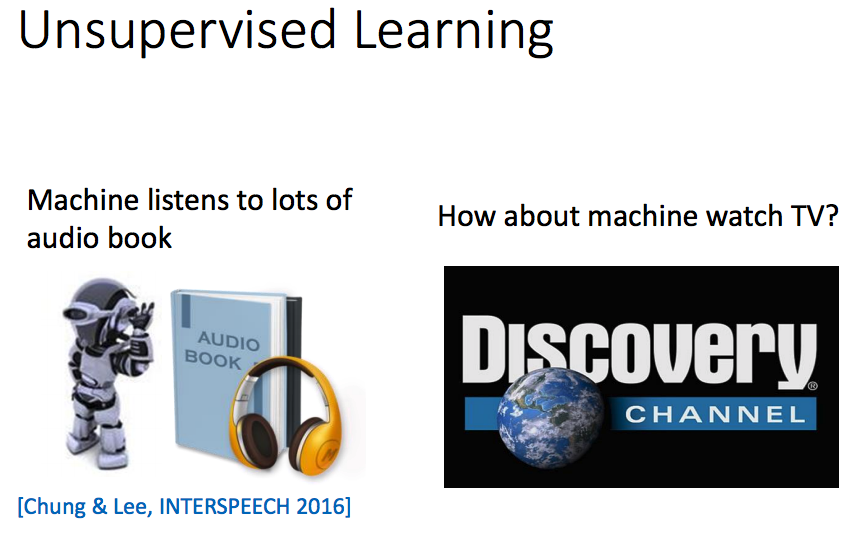 Unsupervised Learning
Machine listens to lots of
audio book
How about machine watch TV?
AUDIO
BOOK
DISCOVERY
CHANNEL
®
[Chung & Lee, INTERSPEECH 2016]